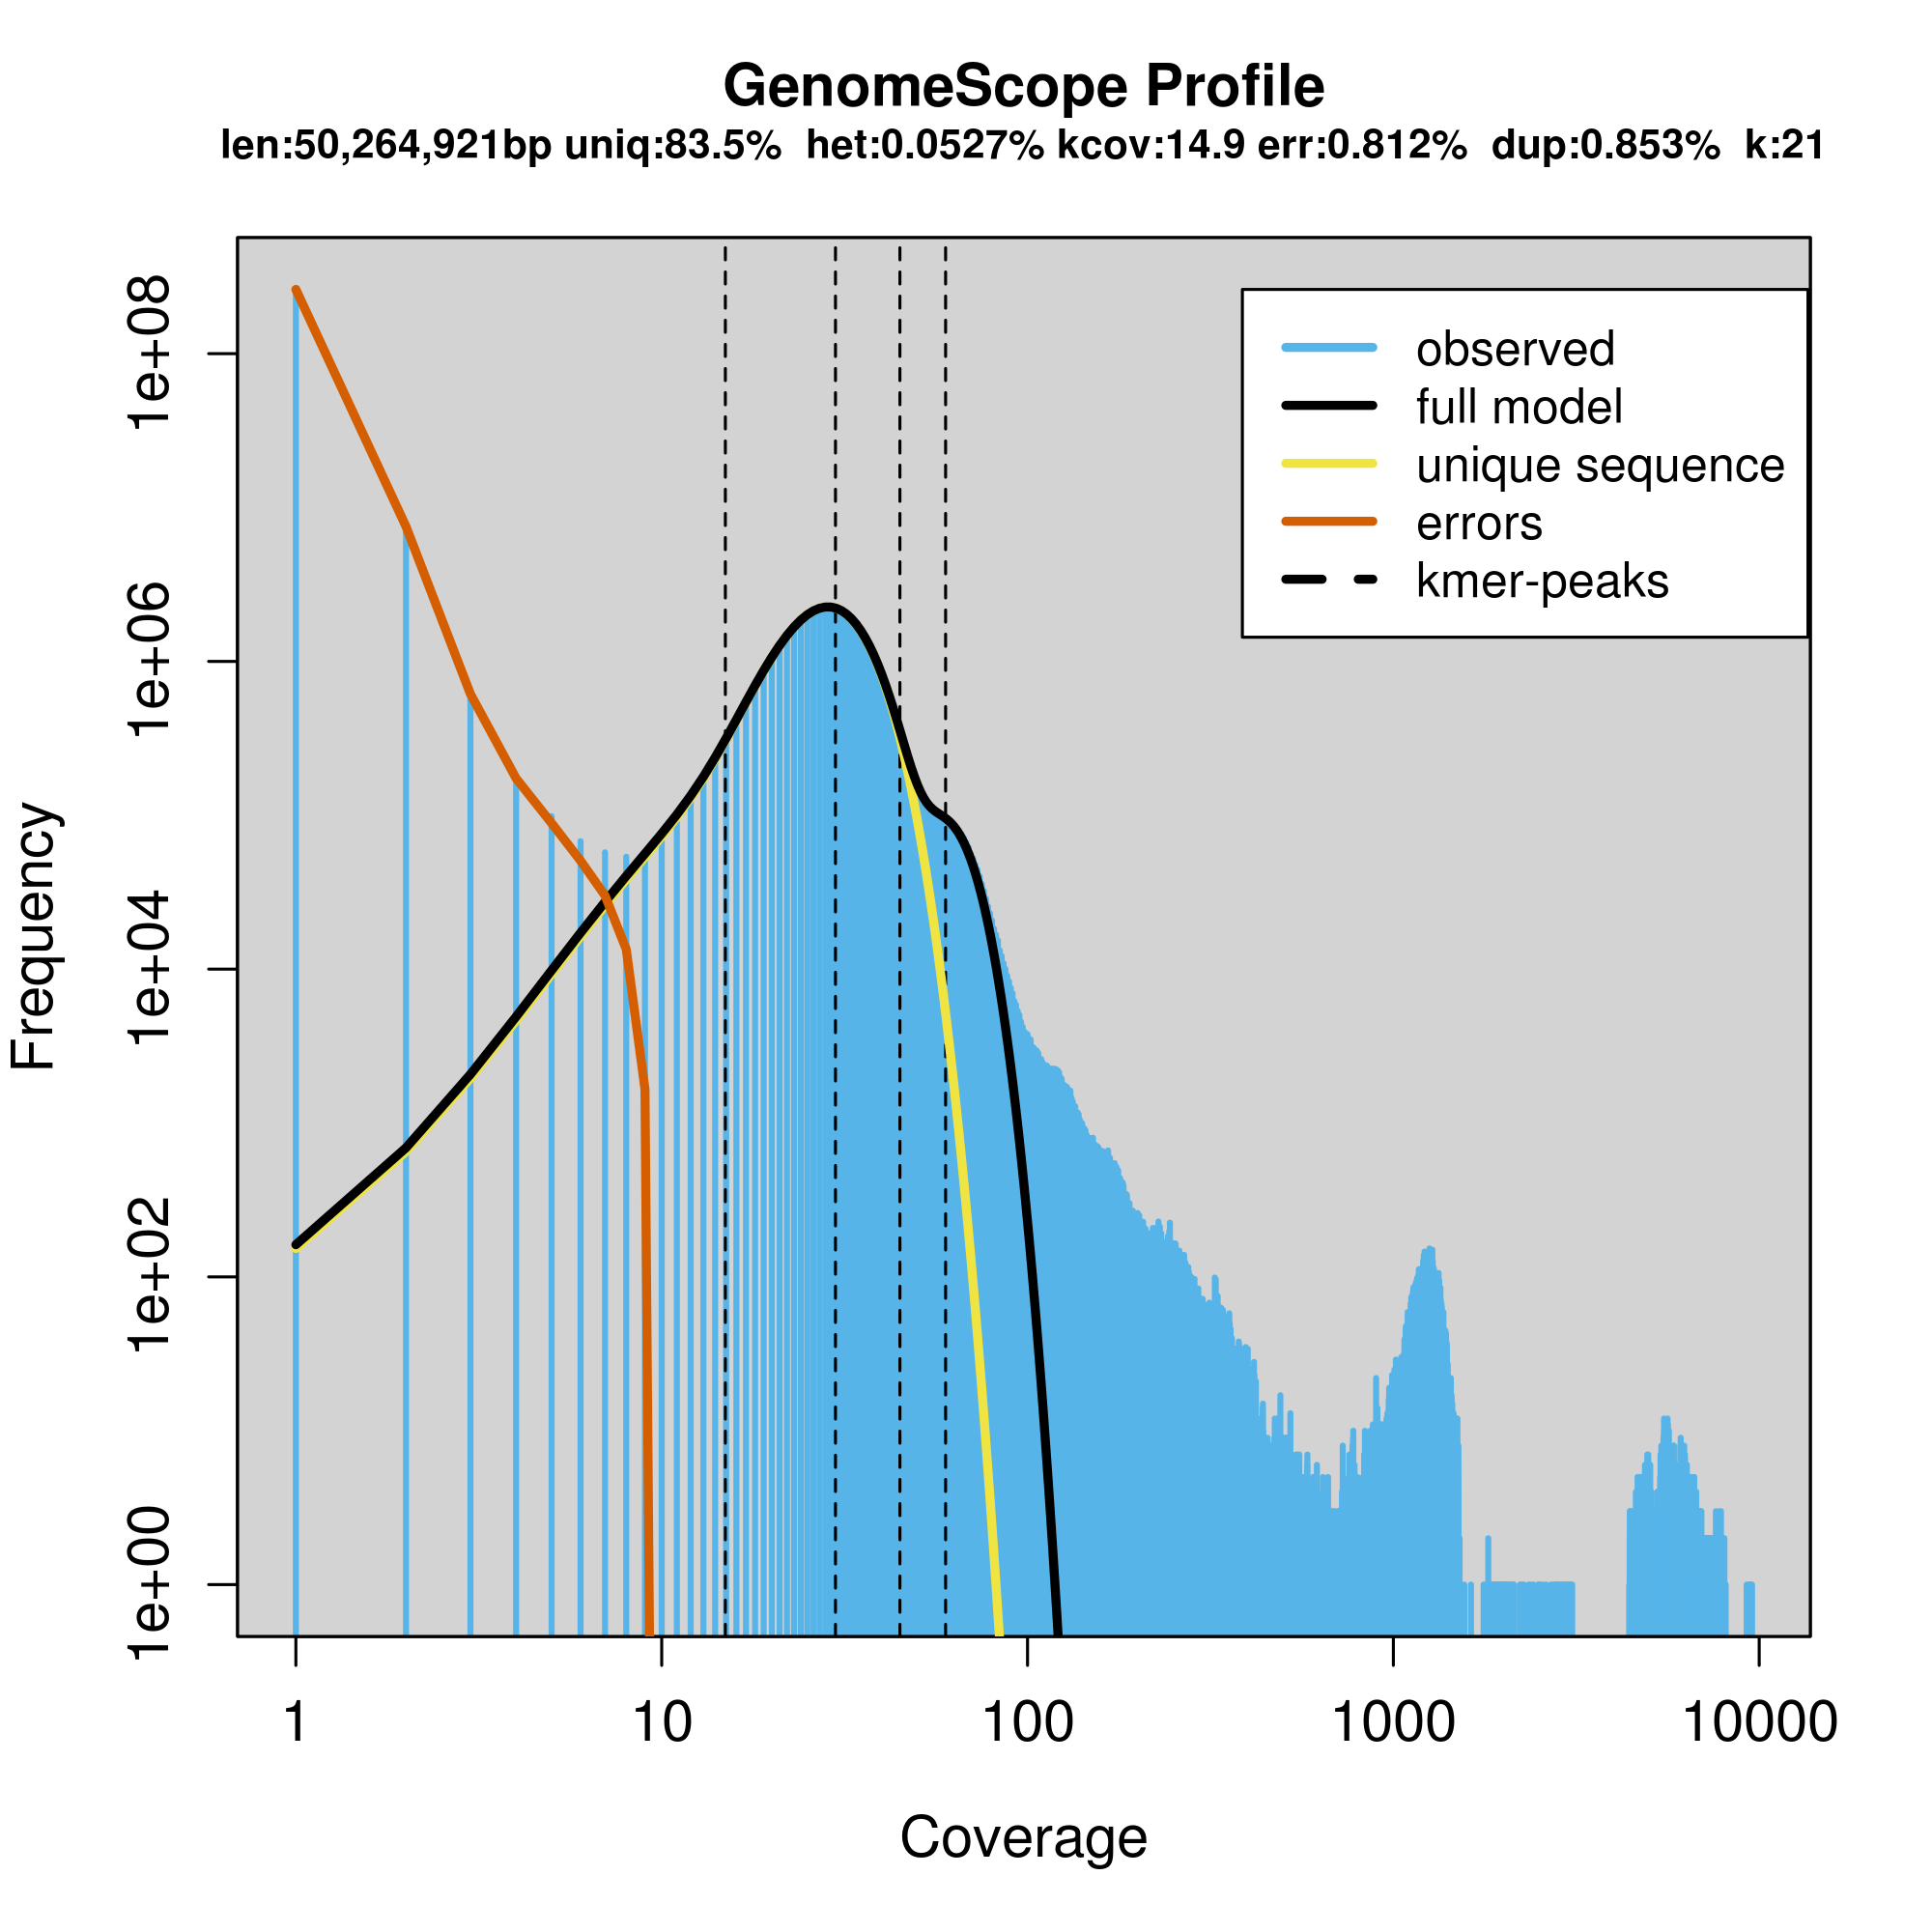 GenomeScope Profile
len:50,264,921bp uniq:83.5% het:0.0527% kcov:14.9 err:0.812% dup:0.853% k:21
observed
full model
unique sequence
errors
kmer-peaks
Frequency
1e+08
1e+06
1e+04
1e+02
1e+00
1 10 100 1000 10000
Coverage